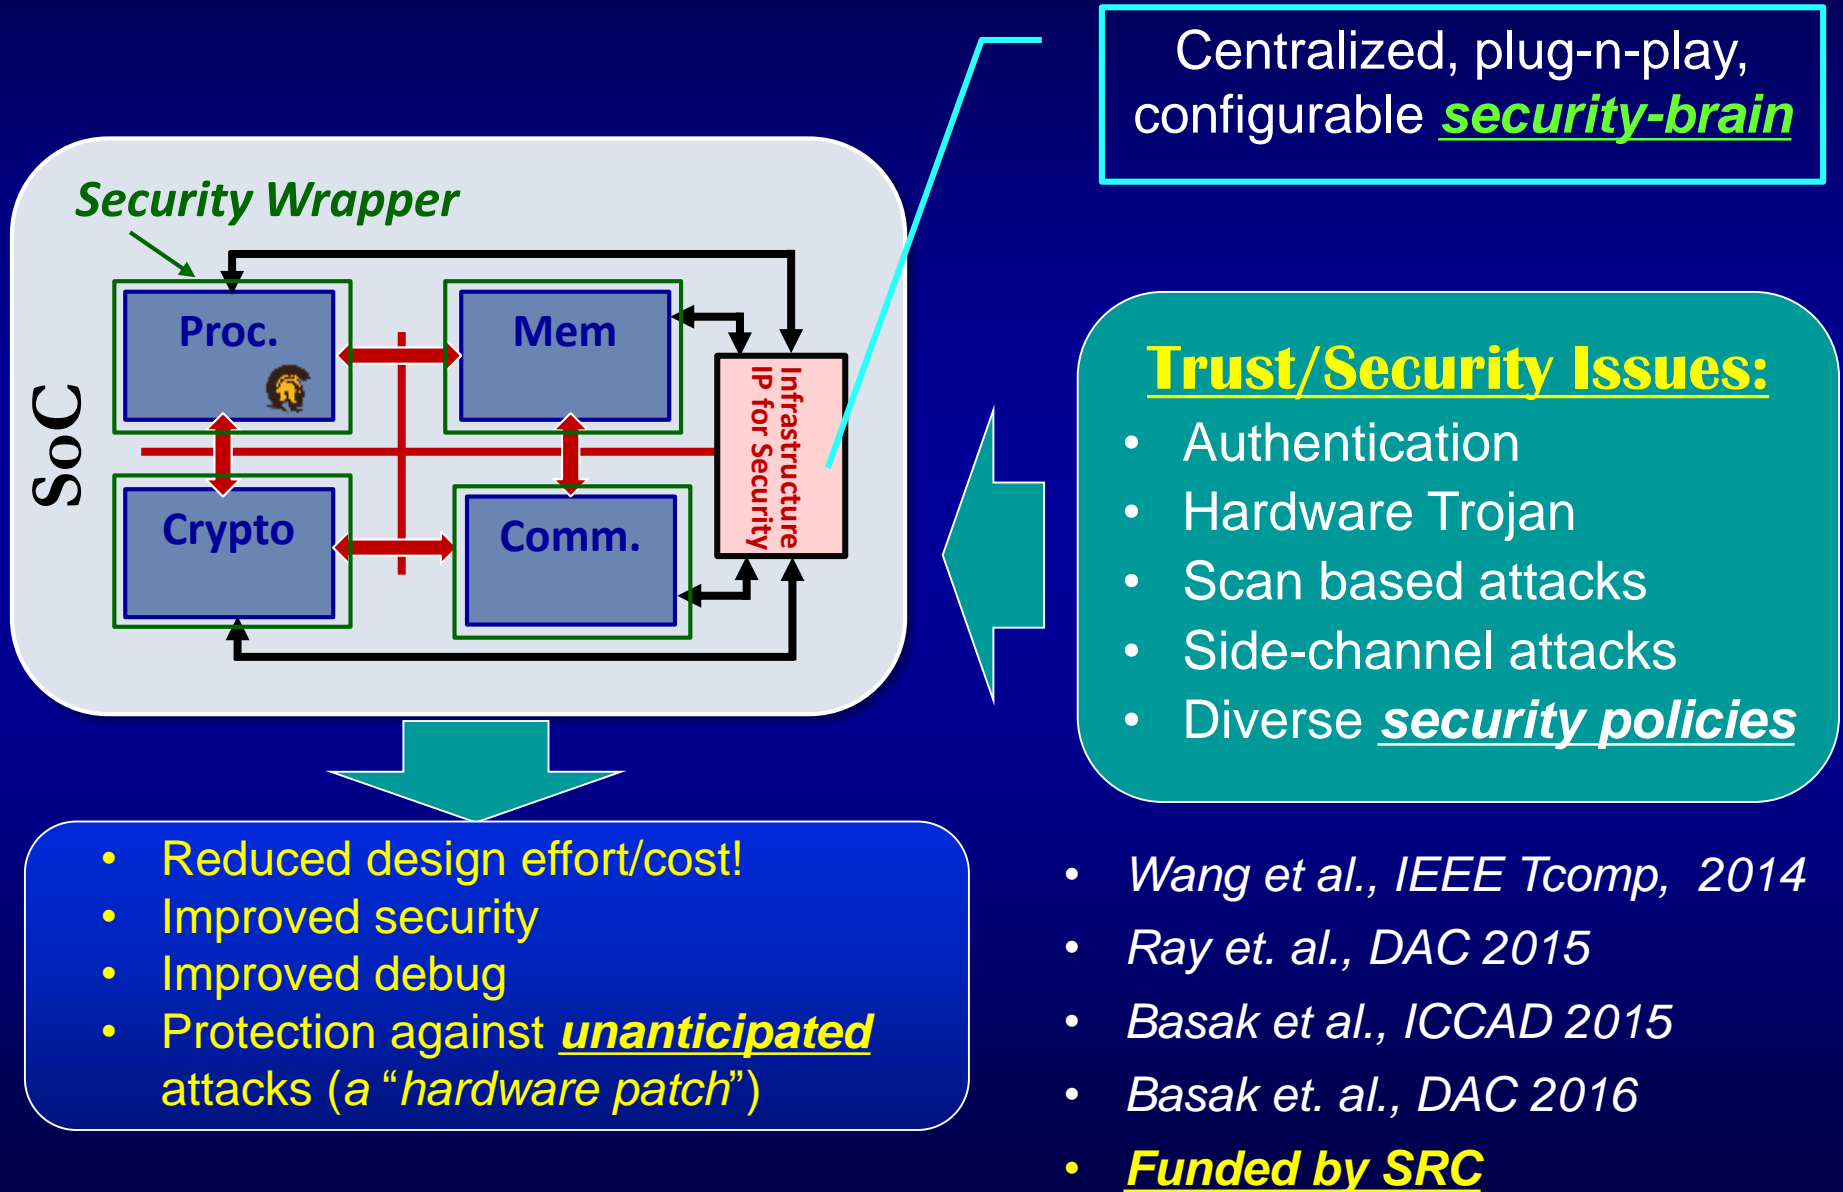 Centralized, plug-n-play,
configurable security-brain
Security Wrapper
SoC
Proc.
Mem
Crypto
Comm.
Infrastructure
IP for Security
Trust/Security Issues:
• Authentication
• Hardware Trojan
• Scan based attacks
• Side-channel attacks
• Diverse security policies
• Reduced design effort/cost!
• Improved security
• Improved debug
• Protection against unanticipated
attacks (a “hardware patch”)
• Wang et al., IEEE Tcomp, 2014
• Ray et. al., DAC 2015
• Basak et al., ICCAD 2015
• Basak et. al., DAC 2016
• Funded by SRC